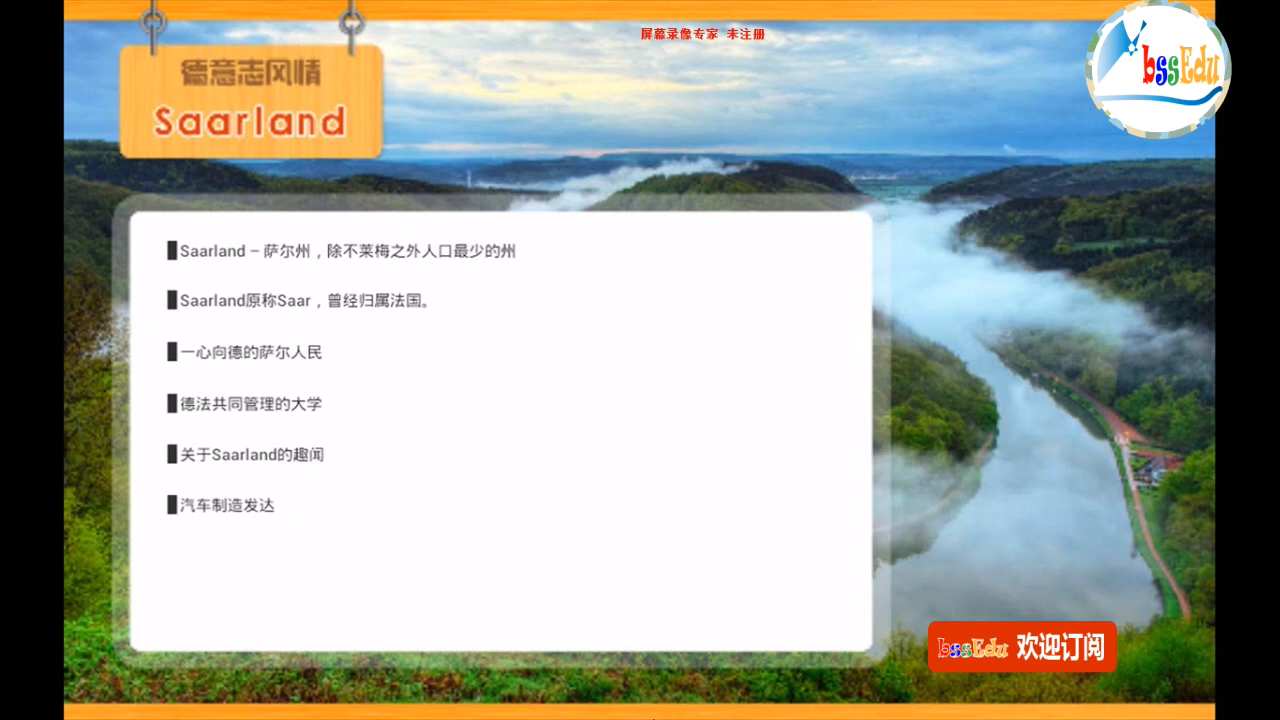 屏幕录像专家 未注册
bssEdu
德意志风情
Saarland
Saarland – 萨尔州，除不莱梅之外人口最少的州
Saarland原称Saar，曾经归属法国。
一心向德的萨尔人民
德法共同管理的大学
关于Saarland的趣闻
汽车制造发达
bssEdu 欢迎订阅